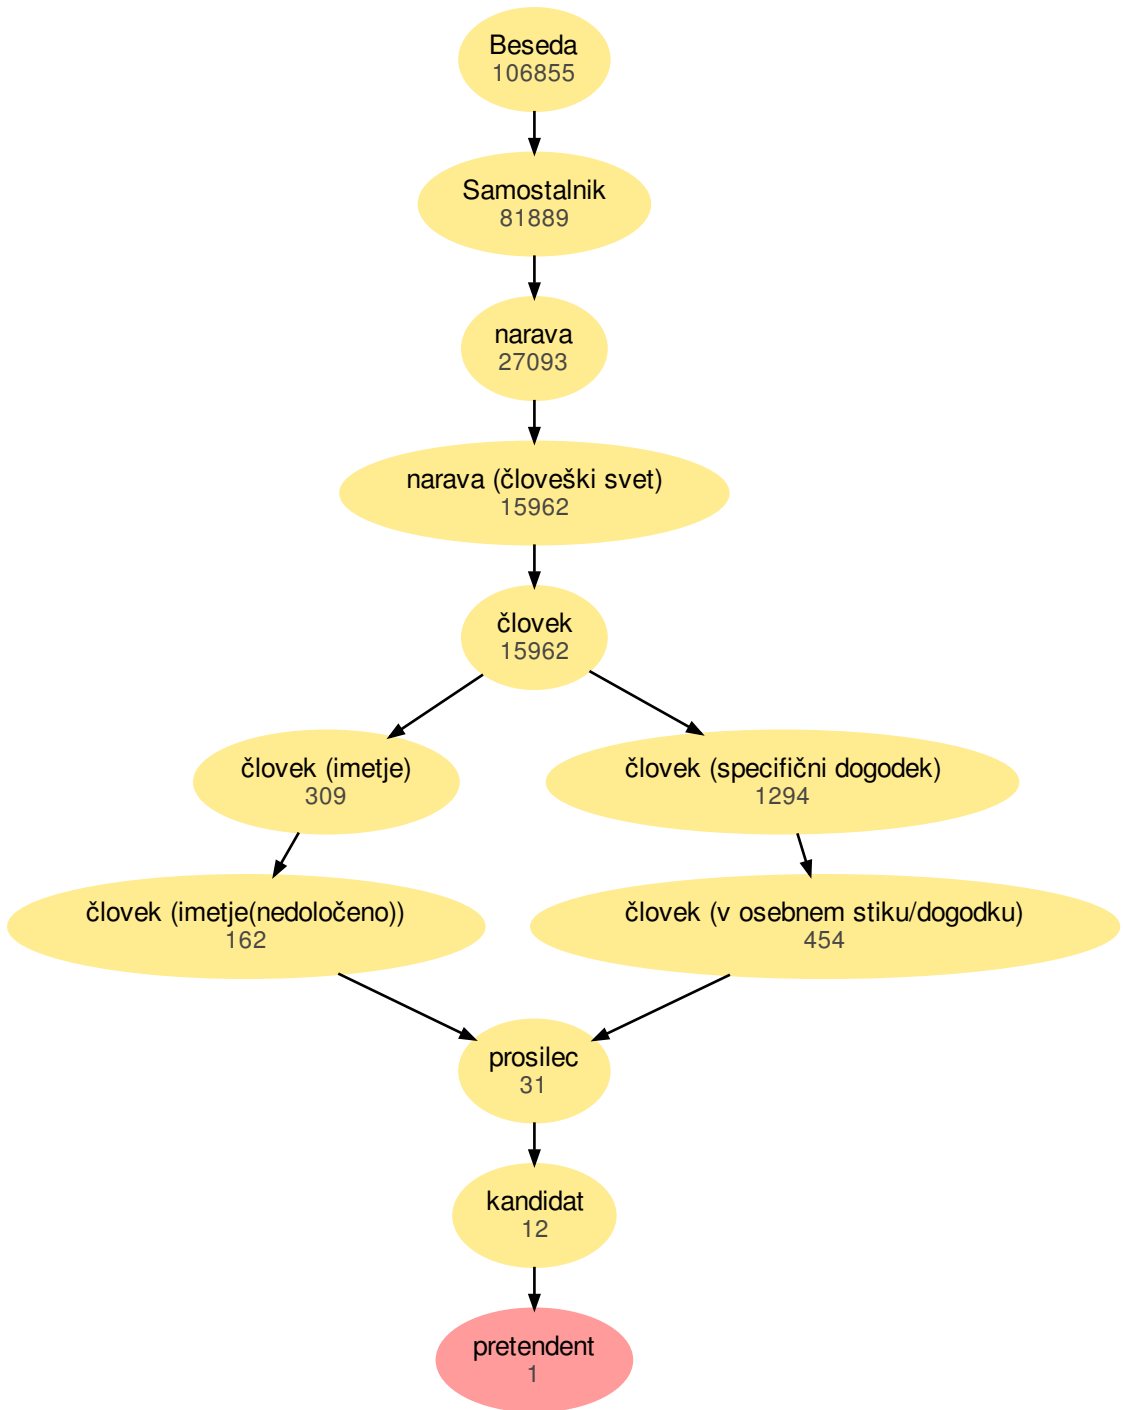 Beseda
106855
Samostalnik
81889
narava
27093
narava (človeški svet)
15962
človek
15962
človek (imetje)
309
človek (specifični dogodek)
1294
človek (imetje(nedoločeno))
162
človek (v osebnem stiku/dogodku)
454
prosilec
31
kandidat
12
pretendent
1